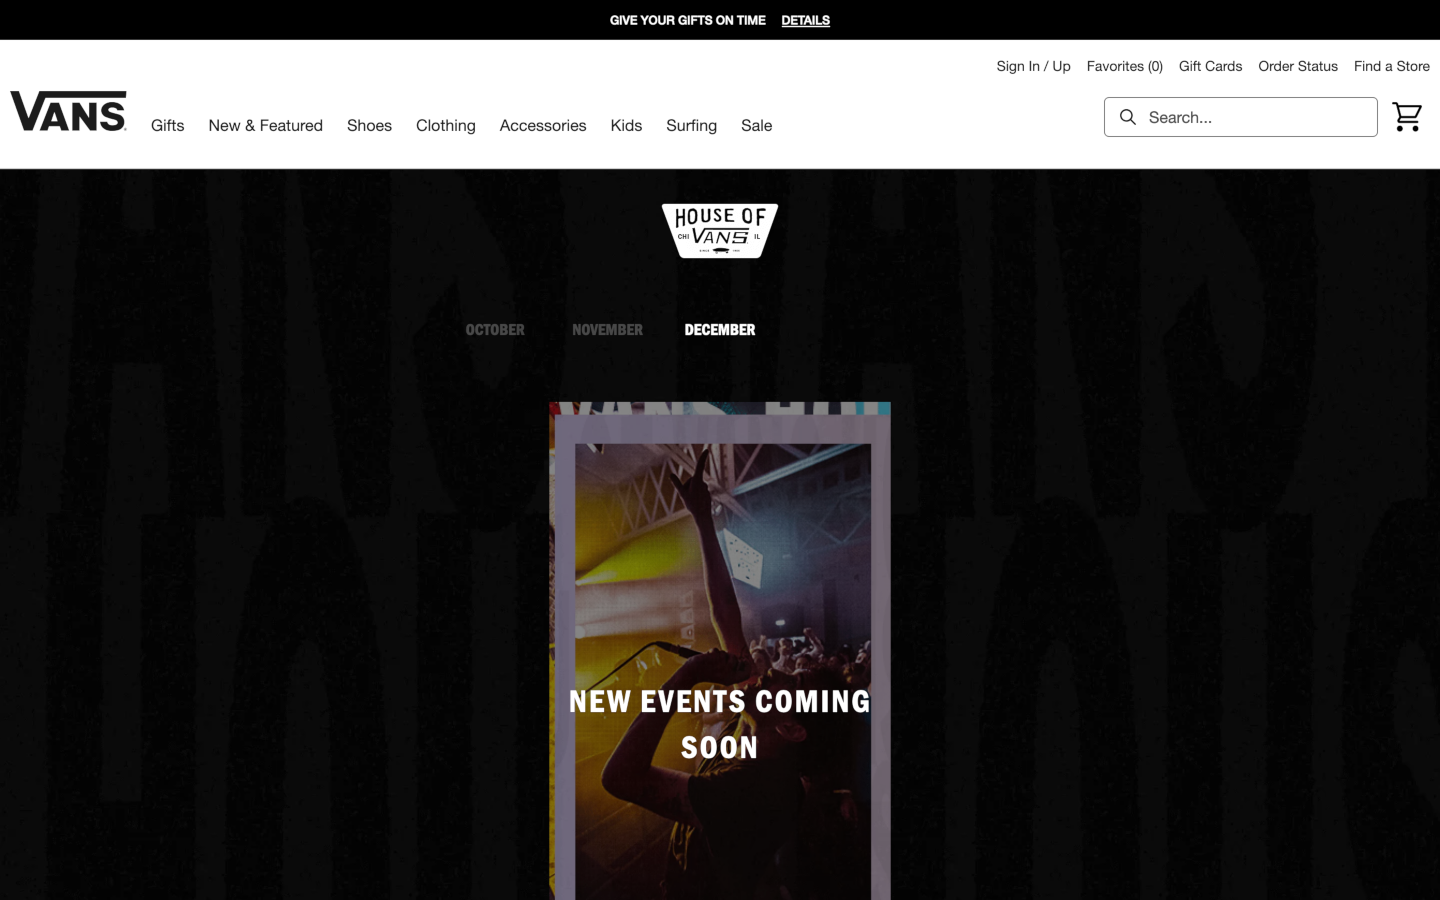 GIVE YOUR GIFTS ON TIME DETAILS
Sign In / Up Favorites (0) Gift Cards Order Status Find a Store
VANS
Gifts New & Featured Shoes Clothing Accessories Kids Surfing Sale
Search...
HOUSE OF
CHI VANS IL
OCTOBER NOVEMBER DECEMBER
NEW EVENTS COMING
SOON